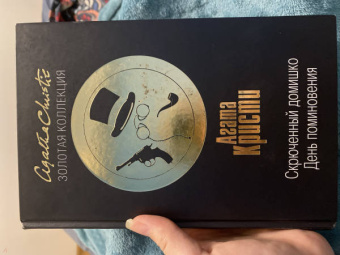 Agatha Christie
ЗОЛОТАЯ КОЛЛЕКЦИЯ
Агата
Кристи
Скрюченный домишко
День поминовения